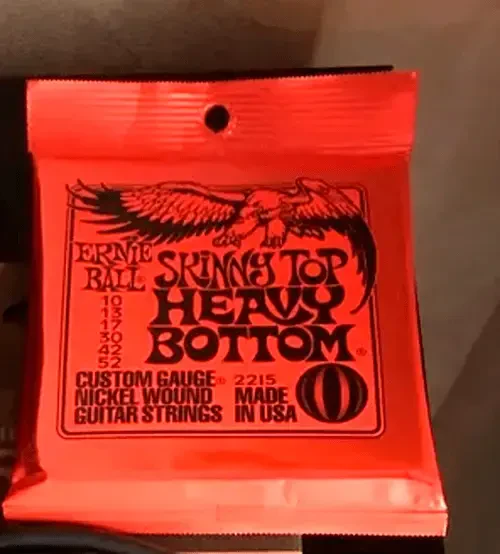 ERNIE
BALL®
SKINNY TOP
HEAVY
BOTTOM®
10
13
17
30
42
52
CUSTOM GAUGE® 2215
NICKEL WOUND MADE
GUITAR STRINGS IN USA